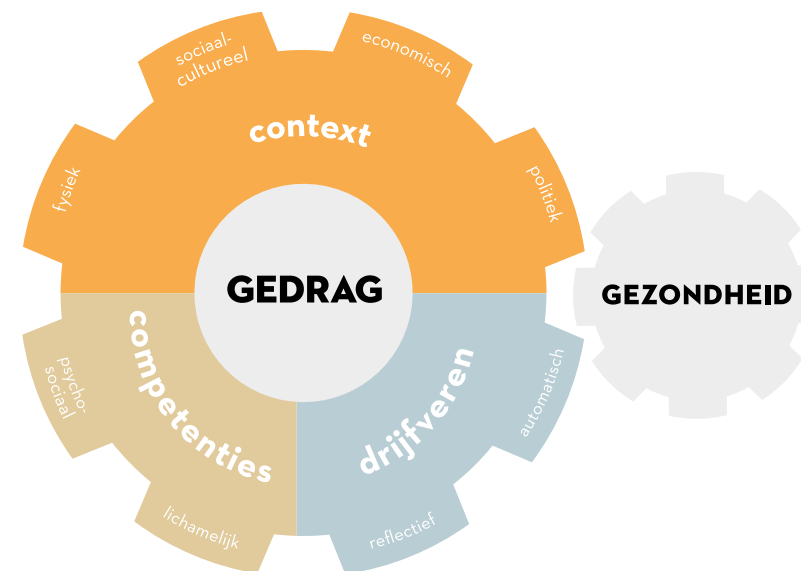 sociaal-
cultureel
economisch
context
fysiek
politiek
GEDRAG
GEZONDHEID
competenties
drijfveren
psycho-
sociaal
automatisch
lichamelijk
reflectief